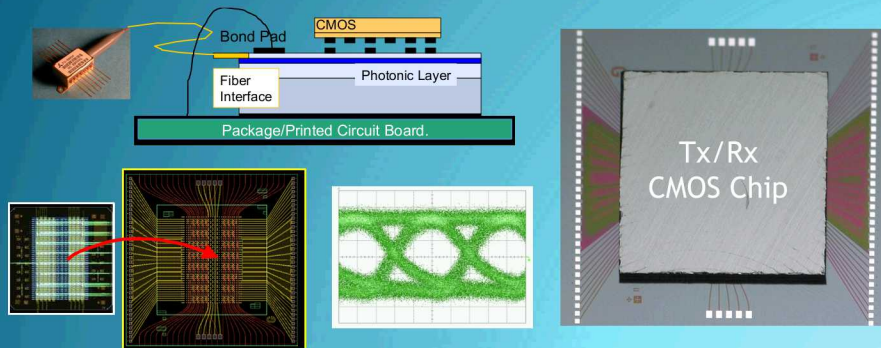 CMOS
Bond Pad
Photonic Layer
Fiber
Interface
Package/Printed Circuit Board.
Tx/Rx
CMOS Chip